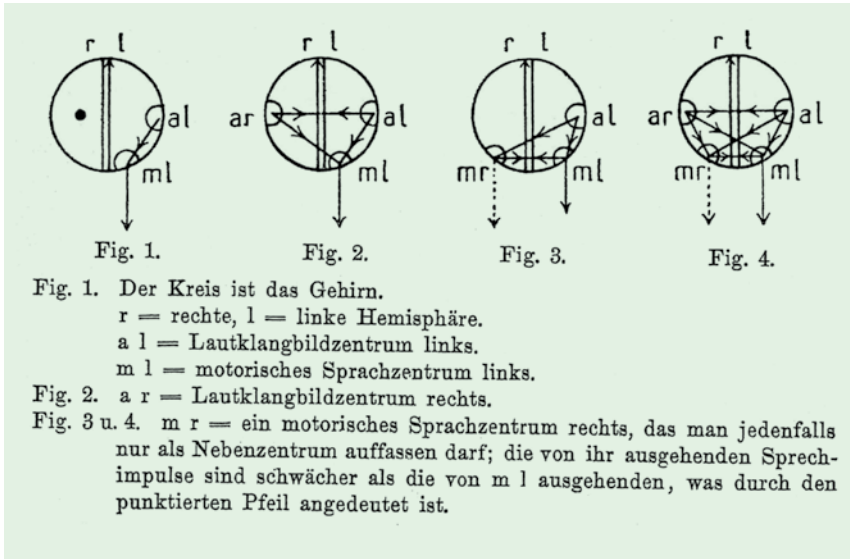 r l
al
ml
Fig. 1.
r l
ar
al
ml
Fig. 2.
r l
al
mr
ml
Fig. 3.
r l
ar
al
mr
ml
Fig. 4.
Fig. 1. Der Kreis ist das Gehirn.
r = rechte, l = linke Hemisphäre.
a l = Lautklangbildzentrum links.
m l = motorisches Sprachzentrum links.
Fig. 2. a r = Lautklangbildzentrum rechts.
Fig. 3 u. 4. m r = ein motorisches Sprachzentrum rechts, das man jedenfalls
nur als Nebenzentrum auffassen darf; die von ihr ausgehenden Sprech-
impulse sind schwächer als die von m l ausgehenden, was durch den
punktierten Pfeil angedeutet ist.